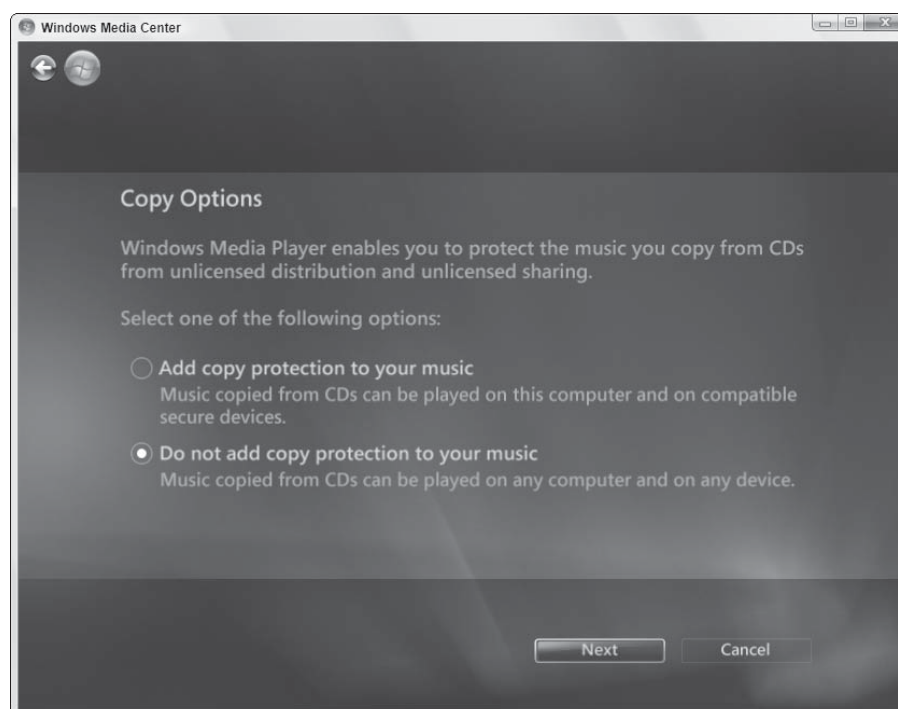 Windows Media Center
Copy Options
Windows Media Player enables you to protect the music you copy from CDs
from unlicensed distribution and unlicensed sharing.
Select one of the following options:
Add copy protection to your music
Music copied from CDs can be played on this computer and on compatible
secure devices.
Do not add copy protection to your music
Music copied from CDs can be played on any computer and on any device.
Next Cancel